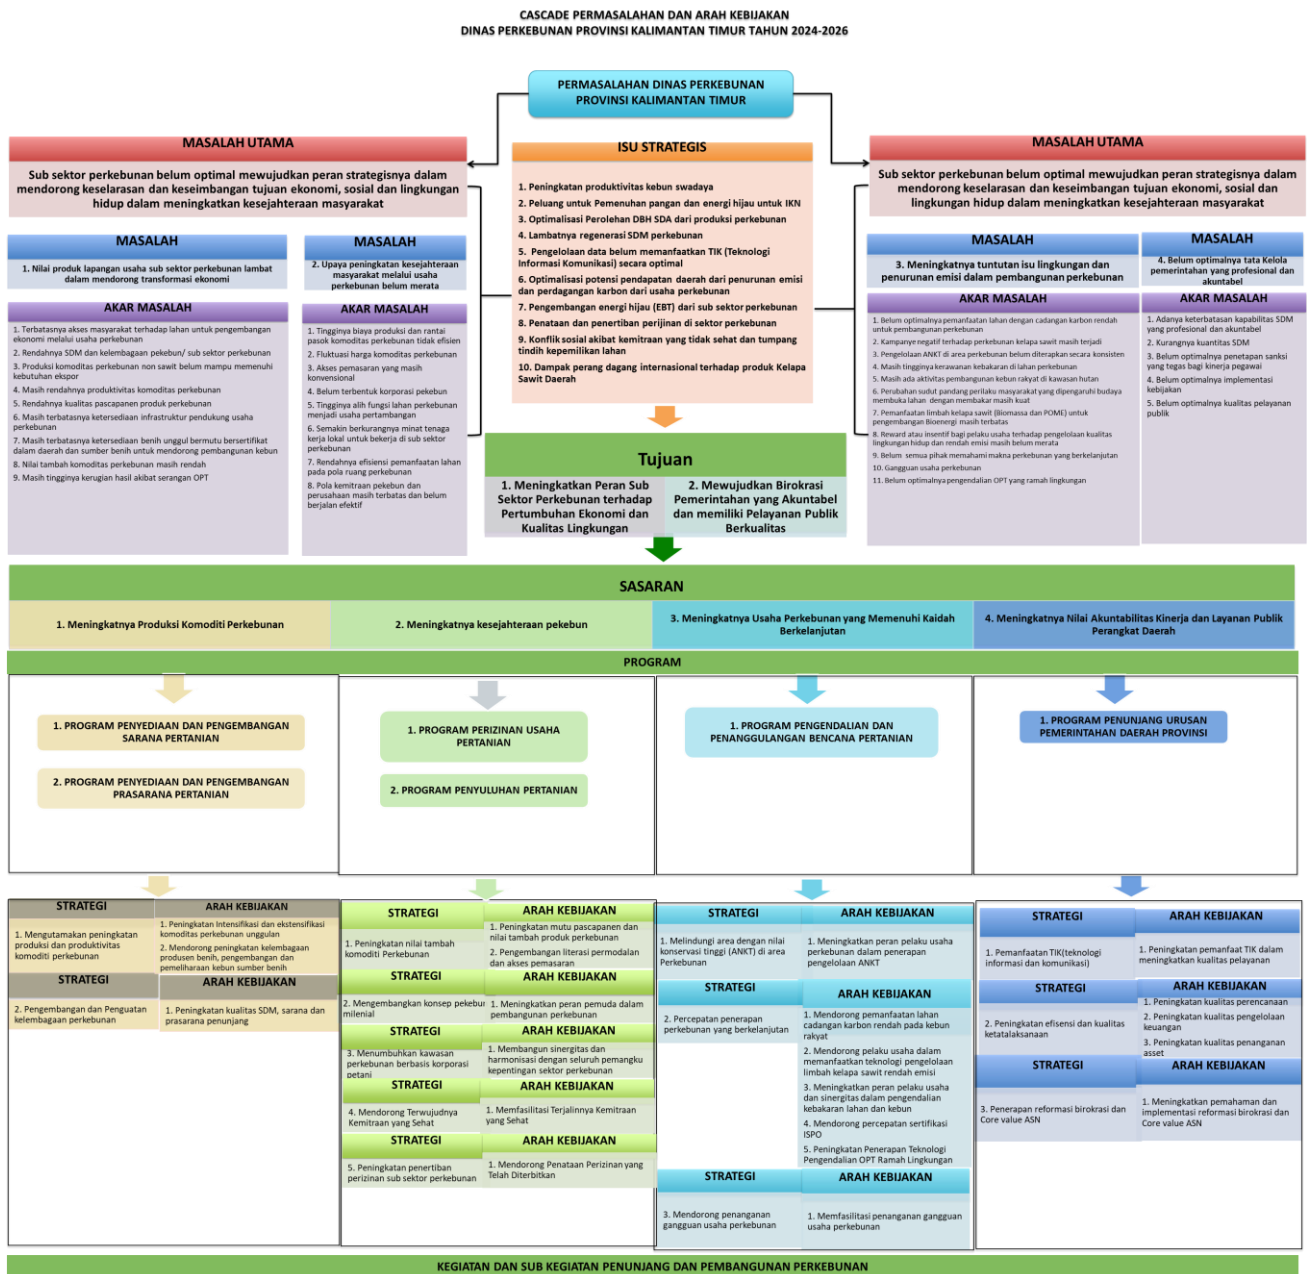 CASCADE PERMASALAHAN DAN ARAH KEBIJAKAN
DINAS PERKEBUNAN PROVINSI KALIMANTAN TIMUR TAHUN 2024-2026
PERMASALAHAN DINAS PERKEBUNAN
PROVINSI KALIMANTAN TIMUR
MASALAH UTAMA
Sub sektor perkebunan belum optimal mewujudkan peran strategisnya dalam
mendorong keselarasan dan keseimbangan tujuan ekonomi, sosial dan lingkungan
hidup dalam meningkatkan kesejahteraan masyarakat
MASALAH
1. Nilai produk lapangan usaha sub sektor perkebunan lambat
dalam mendorong transformasi ekonomi
AKAR MASALAH
1. Terbatasnya akses masyarakat terhadap lahan untuk pengembangan
ekonomi melalui usaha perkebunan
2. Rendahnya SDM dan kelembagaan pekebun/ sub sektor perkebunan
3. Produksi komoditas perkebunan non sawit belum mampu memenuhi
kebutuhan ekspor
4. Masih rendahnya produktivitas komoditas perkebunan
5. Rendahnya kualitas pascapanen produk perkebunan
6. Masih terbatasnya ketersediaan infrastruktur pendukung usaha
perkebunan
7. Masih terbatasnya ketersediaan benih unggul bermutu bersertifikat
dalam daerah dan sumber benih untuk mendorong pembangunan kebun
8. Nilai tambah komoditas perkebunan masih rendah
9. Masih tingginya kerugian hasil akibat serangan OPT
MASALAH
2. Upaya peningkatan kesejahteraan
masyarakat melalui usaha
perkebunan belum merata
AKAR MASALAH
1. Tingginya biaya produksi dan rantai
pasok komoditas perkebunan tidak efisien
2. Fluktuasi harga komoditas perkebunan
3. Akses pemasaran yang masih
konvensional
4. Belum terbentuk korporasi pekebun
5. Tingginya alih fungsi lahan perkebunan
menjadi usaha pertambangan
6. Semakin berkurangnya minat tenaga
kerja lokal untuk bekerja di sub sektor
perkebunan
7. Rendahnya efisiensi pemanfaatan lahan
pada pola ruang perkebunan
8. Pola kemitraan pekebun dan
perusahaan masih terbatas dan belum
berjalan efektif
ISU STRATEGIS
1. Peningkatan produktivitas kebun swadaya
2. Peluang untuk Pemenuhan pangan dan energi hijau untuk IKN
3. Optimalisasi Perolehan DBH SDA dari produksi perkebunan
4. Lambatnya regenerasi SDM perkebunan
5. Pengelolaan data belum memanfaatkan TIK (Teknologi
Informasi Komunikasi) secara optimal
6. Optimalisasi potensi pendapatan daerah dari penurunan emisi
dan perdagangan karbon dari usaha perkebunan
7. Pengembangan energi hijau (EBT) dari sub sektor perkebunan
8. Penataan dan penertiban perijinan di sektor perkebunan
9. Konflik sosial akibat kemitraan yang tidak sehat dan tumpang
tindih kepemilikan lahan
10. Dampak perang dagang internasional terhadap produk Kelapa
Sawit Daerah
Tujuan
1. Meningkatkan Peran Sub
Sektor Perkebunan terhadap
Pertumbuhan Ekonomi dan
Kualitas Lingkungan
2. Mewujudkan Birokrasi
Pemerintahan yang Akuntabel
dan memiliki Pelayanan Publik
Berkualitas
MASALAH UTAMA
Sub sektor perkebunan belum optimal mewujudkan peran strategisnya dalam
mendorong keselarasan dan keseimbangan tujuan ekonomi, sosial dan
lingkungan hidup dalam meningkatkan kesejahteraan masyarakat
MASALAH
3. Meningkatnya tuntutan isu lingkungan dan
penurunan emisi dalam pembangunan perkebunan
AKAR MASALAH
1. Belum optimalnya pemanfaatan lahan dengan cadangan karbon rendah
untuk pembangunan perkebunan
2. Kampanye negatif terhadap perkebunan kelapa sawit masih terjadi
3. Pengelolaan ANKT di area perkebunan belum diterapkan secara konsisten
4. Masih tingginya kerawanan kebakaran di lahan perkebunan
5. Masih ada aktivitas pembangunan kebun rakyat di kawasan hutan
6. Perubahan sudut pandang perilaku masyarakat yang dipengaruhi budaya
membuka lahan dengan membakar masih kuat
7. Pemanfaatan limbah kelapa sawit (Biomassa dan POME) untuk
pengembangan Bioenergi masih terbatas
8. Reward atau insentif bagi pelaku usaha terhadap pengelolaan kualitas
lingkungan hidup dan rendah emisi masih belum merata
9. Belum semua pihak memahami makna perkebunan yang berkelanjutan
10. Gangguan usaha perkebunan
11. Belum optimalnya pengendalian OPT yang ramah lingkungan
MASALAH
4. Belum optimalnya tata Kelola
pemerintahan yang profesional dan
akuntabel
AKAR MASALAH
1. Adanya keterbatasan kapabilitas SDM
yang profesional dan akuntabel
2. Kurangnya kuantitas SDM
3. Belum optimalnya penetapan sanksi
yang tegas bagi kinerja pegawai
4. Belum optimalnya implementasi
kebijakan
5. Belum optimalnya kualitas pelayanan
publik
SASARAN
1. Meningkatnya Produksi Komoditi Perkebunan
2. Meningkatnya kesejahteraan pekebun
3. Meningkatnya Usaha Perkebunan yang Memenuhi Kaidah
Berkelanjutan
4. Meningkatnya Nilai Akuntabilitas Kinerja dan Layanan Publik
Perangkat Daerah
PROGRAM
1. PROGRAM PENYEDIAAN DAN PENGEMBANGAN
SARANA PERTANIAN
2. PROGRAM PENYEDIAAN DAN PENGEMBANGAN
PRASARANA PERTANIAN
1. PROGRAM PERIZINAN USAHA
PERTANIAN
2. PROGRAM PENYULUHAN PERTANIAN
1. PROGRAM PENGENDALIAN DAN
PENANGGULANGAN BENCANA PERTANIAN
1. PROGRAM PENUNJANG URUSAN
PEMERINTAHAN DAERAH PROVINSI
STRATEGI
ARAH KEBIJAKAN
1. Mengutamakan peningkatan
produksi dan produktivitas
komoditi perkebunan
1. Peningkatan Intensifikasi dan ekstensifikasi
komoditas perkebunan unggulan
2. Mendorong peningkatan kelembagaan
produsen benih, pengembangan dan
pemeliharaan kebun sumber benih
STRATEGI
ARAH KEBIJAKAN
2. Pengembangan dan Penguatan
kelembagaan perkebunan
1. Peningkatan kualitas SDM, sarana dan
prasarana penunjang
STRATEGI
ARAH KEBIJAKAN
1. Peningkatan nilai tambah
komoditi Perkebunan
1. Peningkatan mutu pascapanen dan
nilai tambah produk perkebunan
2. Pengembangan literasi permodalan
dan akses pemasaran
STRATEGI
ARAH KEBIJAKAN
2. Mengembangkan konsep pekebun
milenial
1. Meningkatkan peran pemuda dalam
pembangunan perkebunan
STRATEGI
ARAH KEBIJAKAN
3. Menumbuhkan kawasan
perkebunan berbasis korporasi
petani
1. Membangun sinergitas dan
harmonisasi dengan seluruh pemangku
kepentingan sektor perkebunan
STRATEGI
ARAH KEBIJAKAN
4. Mendorong Terwujudnya
Kemitraan yang Sehat
1. Memfasilitasi Terjalinnya Kemitraan
yang Sehat
STRATEGI
ARAH KEBIJAKAN
5. Peningkatan penertiban
perizinan sub sektor perkebunan
1. Mendorong Penataan Perizinan yang
Telah Diterbitkan
STRATEGI
ARAH KEBIJAKAN
1. Melindungi area dengan nilai
konservasi tinggi (ANKT) di area
Perkebunan
1. Meningkatkan peran pelaku usaha
perkebunan dalam penerapan
pengelolaan ANKT
STRATEGI
ARAH KEBIJAKAN
2. Percepatan penerapan
perkebunan yang berkelanjutan
1. Mendorong pemanfaatan lahan
cadangan karbon rendah pada kebun
rakyat
2. Mendorong pelaku usaha dalam
memanfaatkan teknologi pengelolaan
limbah kelapa sawit rendah emisi
3. Meningkatkan peran pelaku usaha
dan sinergitas dalam pengendalian
kebakaran lahan dan kebun
4. Mendorong percepatan sertifikasi
ISPO
5. Peningkatan Penerapan Teknologi
Pengendalian OPT Ramah Lingkungan
STRATEGI
ARAH KEBIJAKAN
3. Mendorong penanganan
gangguan usaha perkebunan
1. Memfasilitasi penanganan gangguan
usaha perkebunan
STRATEGI
ARAH KEBIJAKAN
1. Pemanfaatan TIK(teknologi
informasi dan komunikasi)
1. Peningkatan pemanfaat TIK dalam
meningkatkan kualitas pelayanan
STRATEGI
ARAH KEBIJAKAN
2. Peningkatan efisensi dan kualitas
ketatalaksanaan
1. Peningkatan kualitas perencanaan
2. Peningkatan kualitas pengelolaan
keuangan
3. Peningkatan kualitas penanganan
asset
STRATEGI
ARAH KEBIJAKAN
3. Penerapan reformasi birokrasi dan
Core value ASN
1. Meningkatkan pemahaman dan
implementasi reformasi birokrasi dan
Core value ASN
KEGIATAN DAN SUB KEGIATAN PENUNJANG DAN PEMBANGUNAN PERKEBUNAN